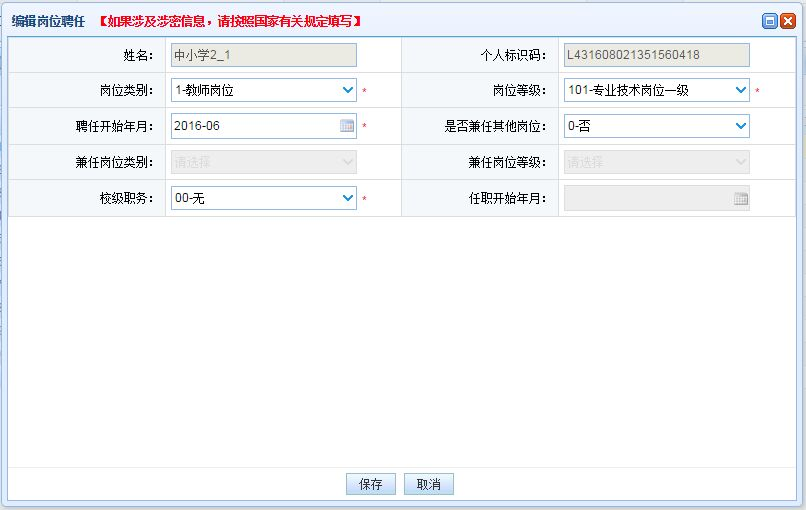 编辑岗位聘任 【如果涉及涉密信息，请按照国家有关规定填写】
姓名： 中小学2_1 个人标识码： L431608021351560418
岗位类别： 1-教师岗位 * 岗位等级： 101-专业技术岗位一级 *
聘任开始年月： 2016-06 * 是否兼任其他岗位： 0-否
兼任岗位类别： 请选择 兼任岗位等级： 请选择
校级职务： 00-无 * 任职开始年月：
保存 取消